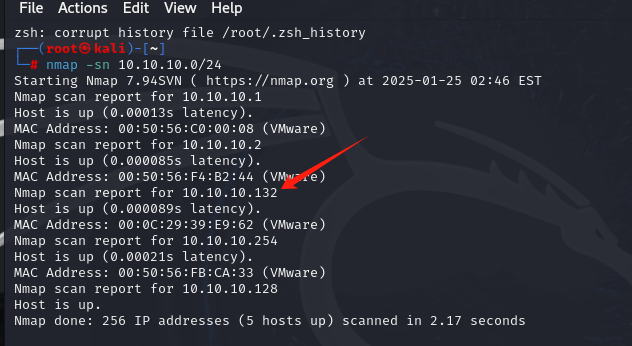 File Actions Edit View Help
zsh: corrupt history file /root/.zsh_history
┌──(root㉿kali)-[~]
└─# nmap -sn 10.10.10.0/24
Starting Nmap 7.94SVN ( https://nmap.org ) at 2025-01-25 02:46 EST
Nmap scan report for 10.10.10.1
Host is up (0.00013s latency).
MAC Address: 00:50:56:C0:00:08 (VMware)
Nmap scan report for 10.10.10.2
Host is up (0.000085s latency).
MAC Address: 00:50:56:F4:B2:44 (VMware)
Nmap scan report for 10.10.10.132
Host is up (0.000089s latency).
MAC Address: 00:0C:29:39:E9:62 (VMware)
Nmap scan report for 10.10.10.254
Host is up (0.00021s latency).
MAC Address: 00:50:56:FB:CA:33 (VMware)
Nmap scan report for 10.10.10.128
Host is up.
Nmap done: 256 IP addresses (5 hosts up) scanned in 2.17 seconds